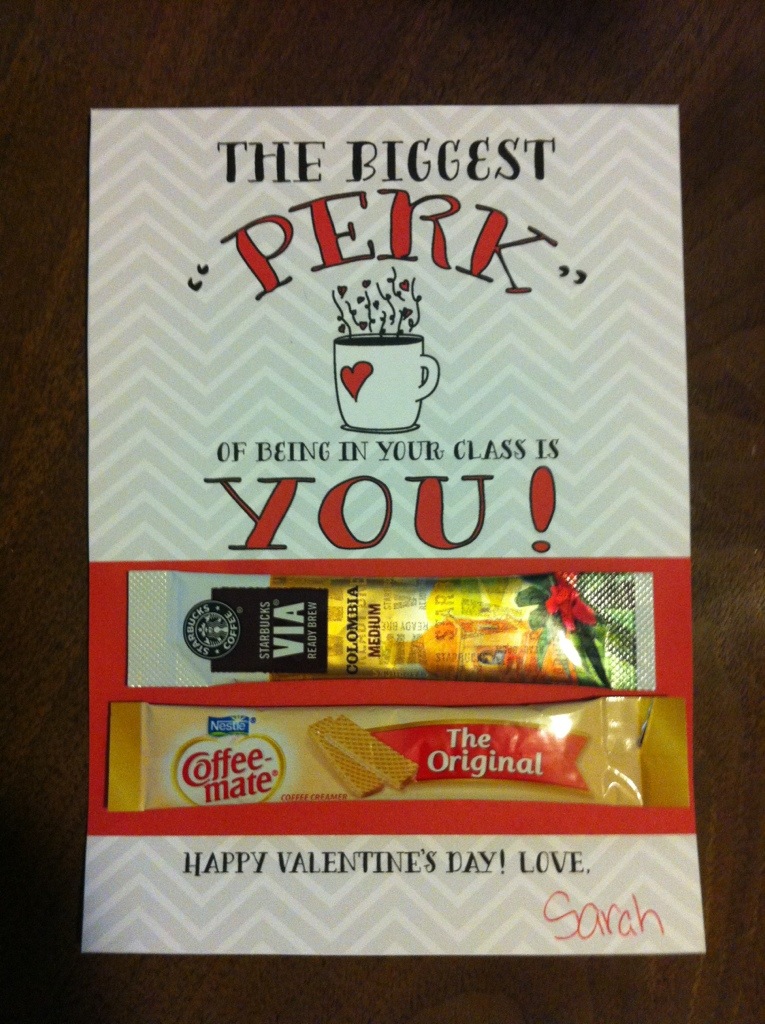 THE BIGGEST
"PERK"
OF BEING IN YOUR CLASS IS
YOU!
STARBUCKS COFFEE
STARBUCKS®
VIA®
READY BREW
COLOMBIA
MEDIUM
Nestlé®
Coffee-
mate®
COFFEE CREAMER
The
Original
HAPPY VALENTINE'S DAY! LOVE,
Sarah